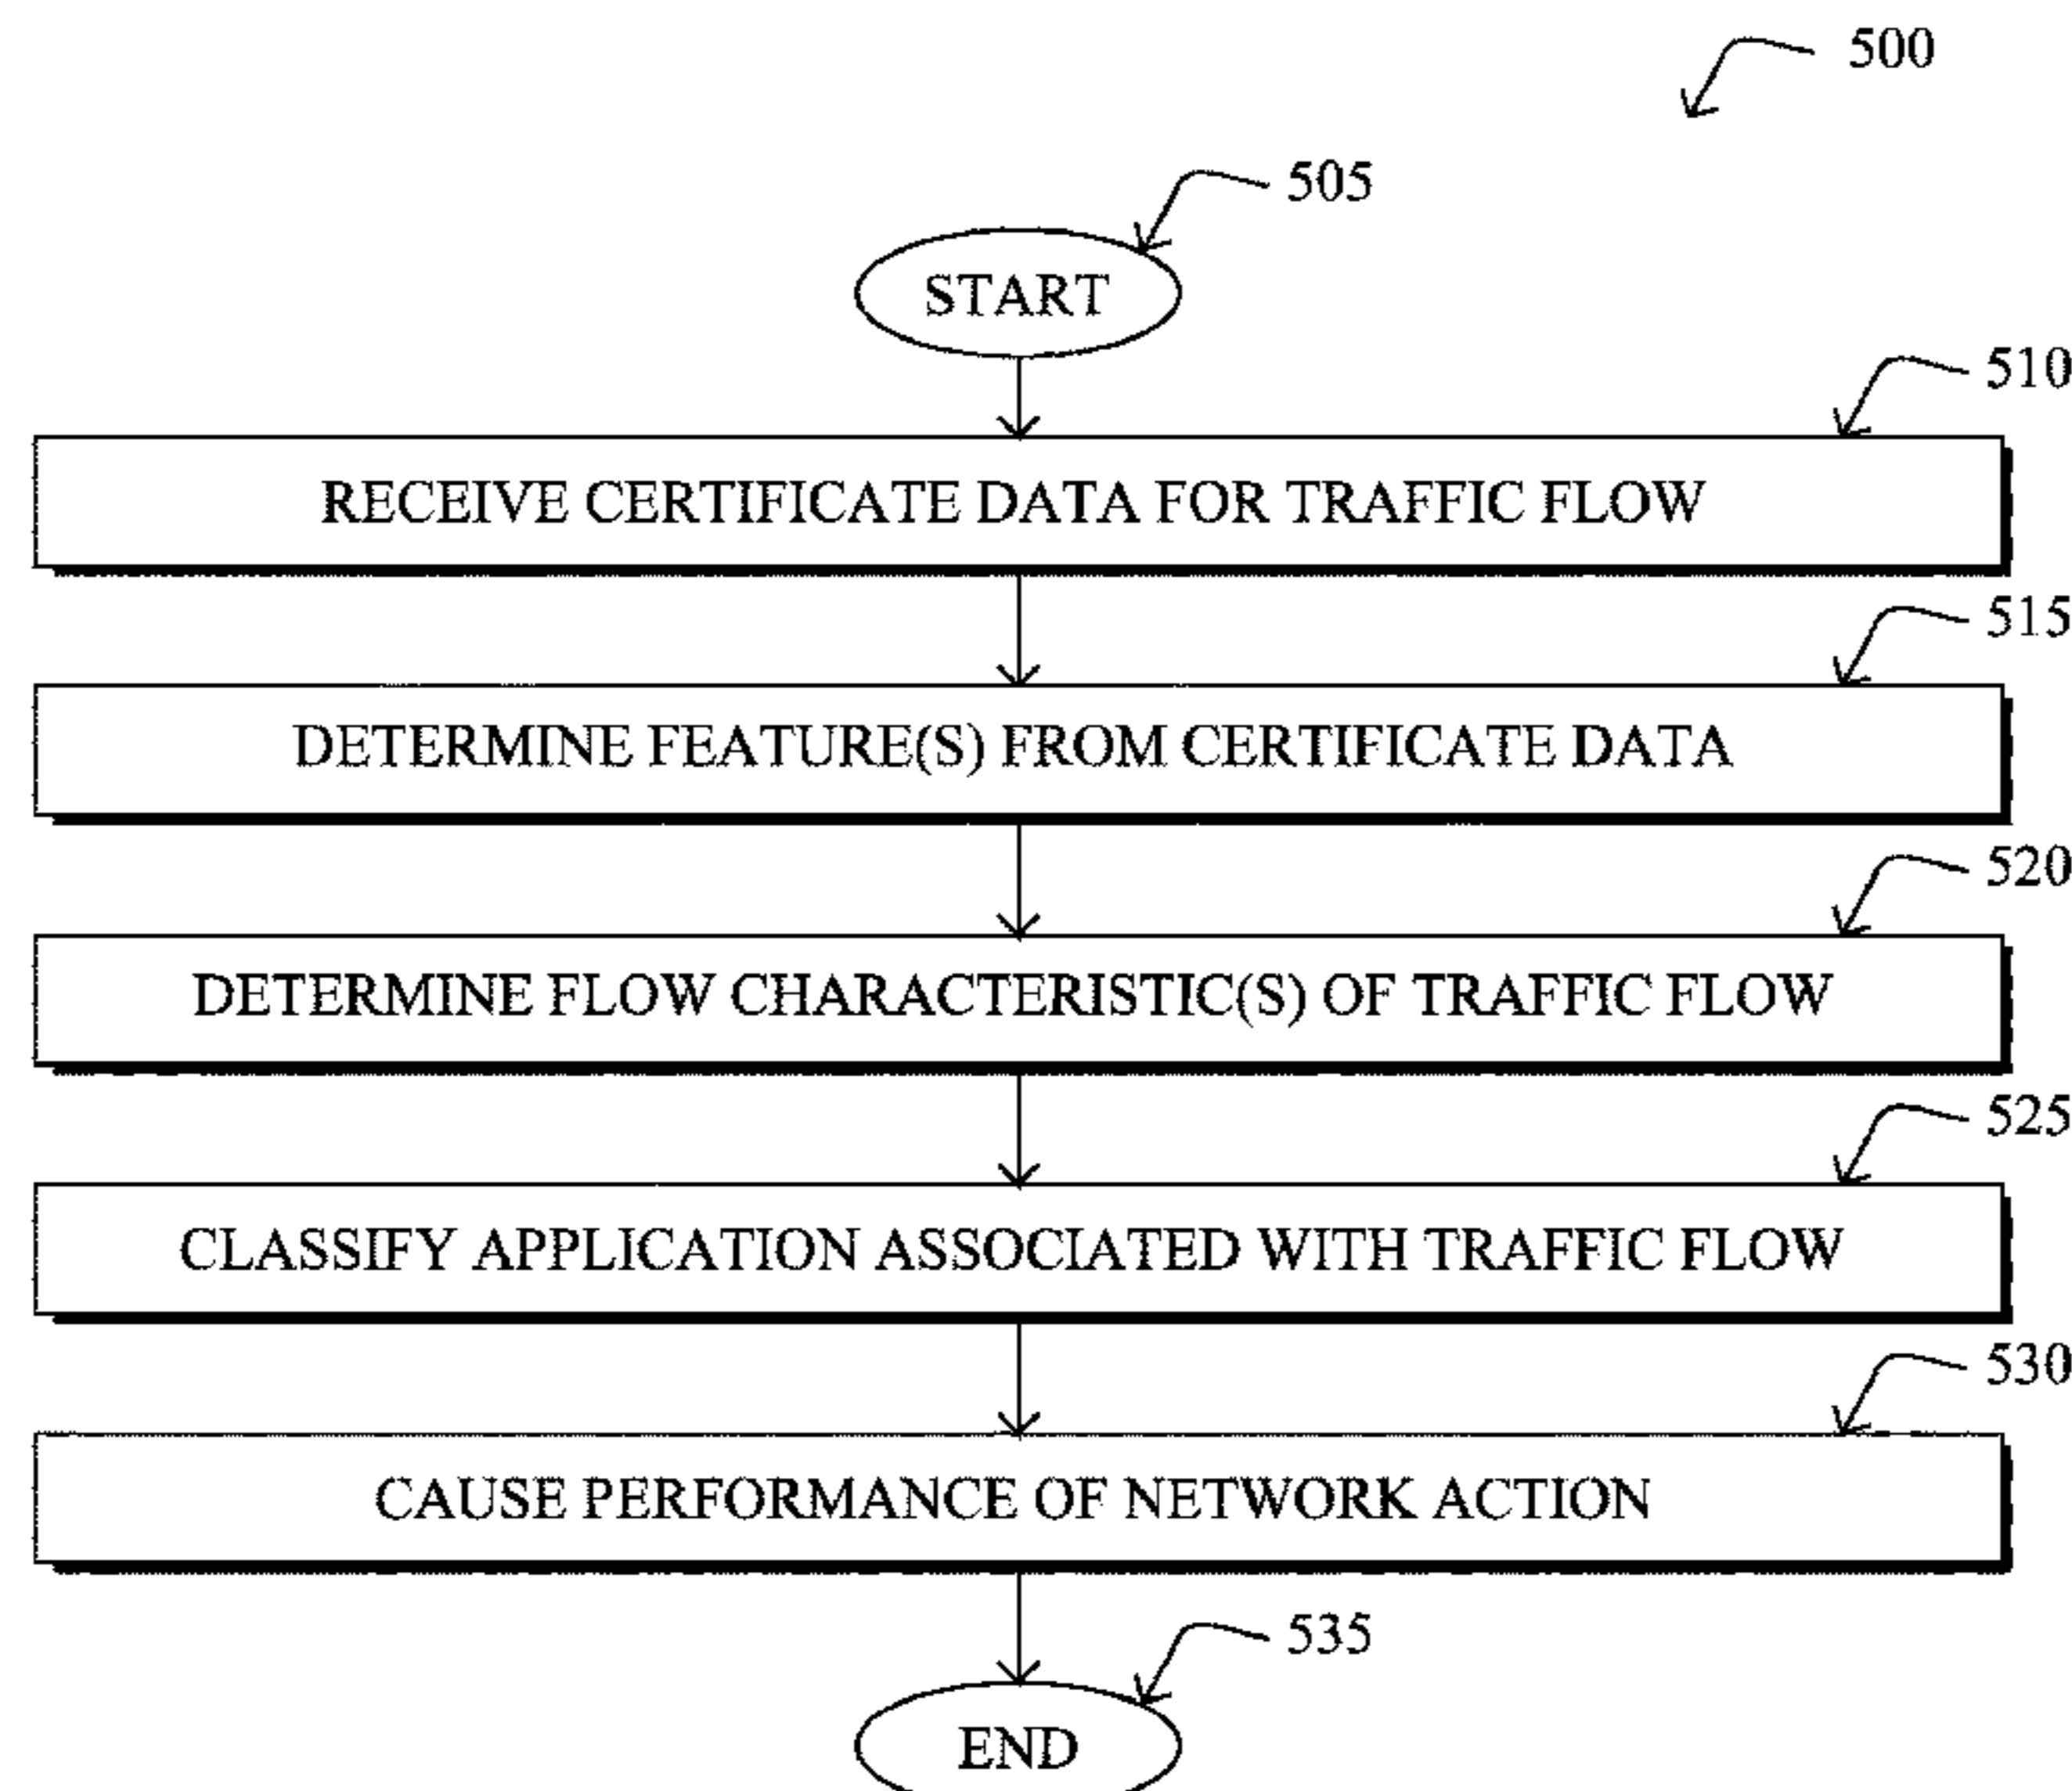 500
505
START
510
RECEIVE CERTIFICATE DATA FOR TRAFFIC FLOW
515
DETERMINE FEATURE(S) FROM CERTIFICATE DATA
520
DETERMINE FLOW CHARACTERISTIC(S) OF TRAFFIC FLOW
525
CLASSIFY APPLICATION ASSOCIATED WITH TRAFFIC FLOW
530
CAUSE PERFORMANCE OF NETWORK ACTION
535
END